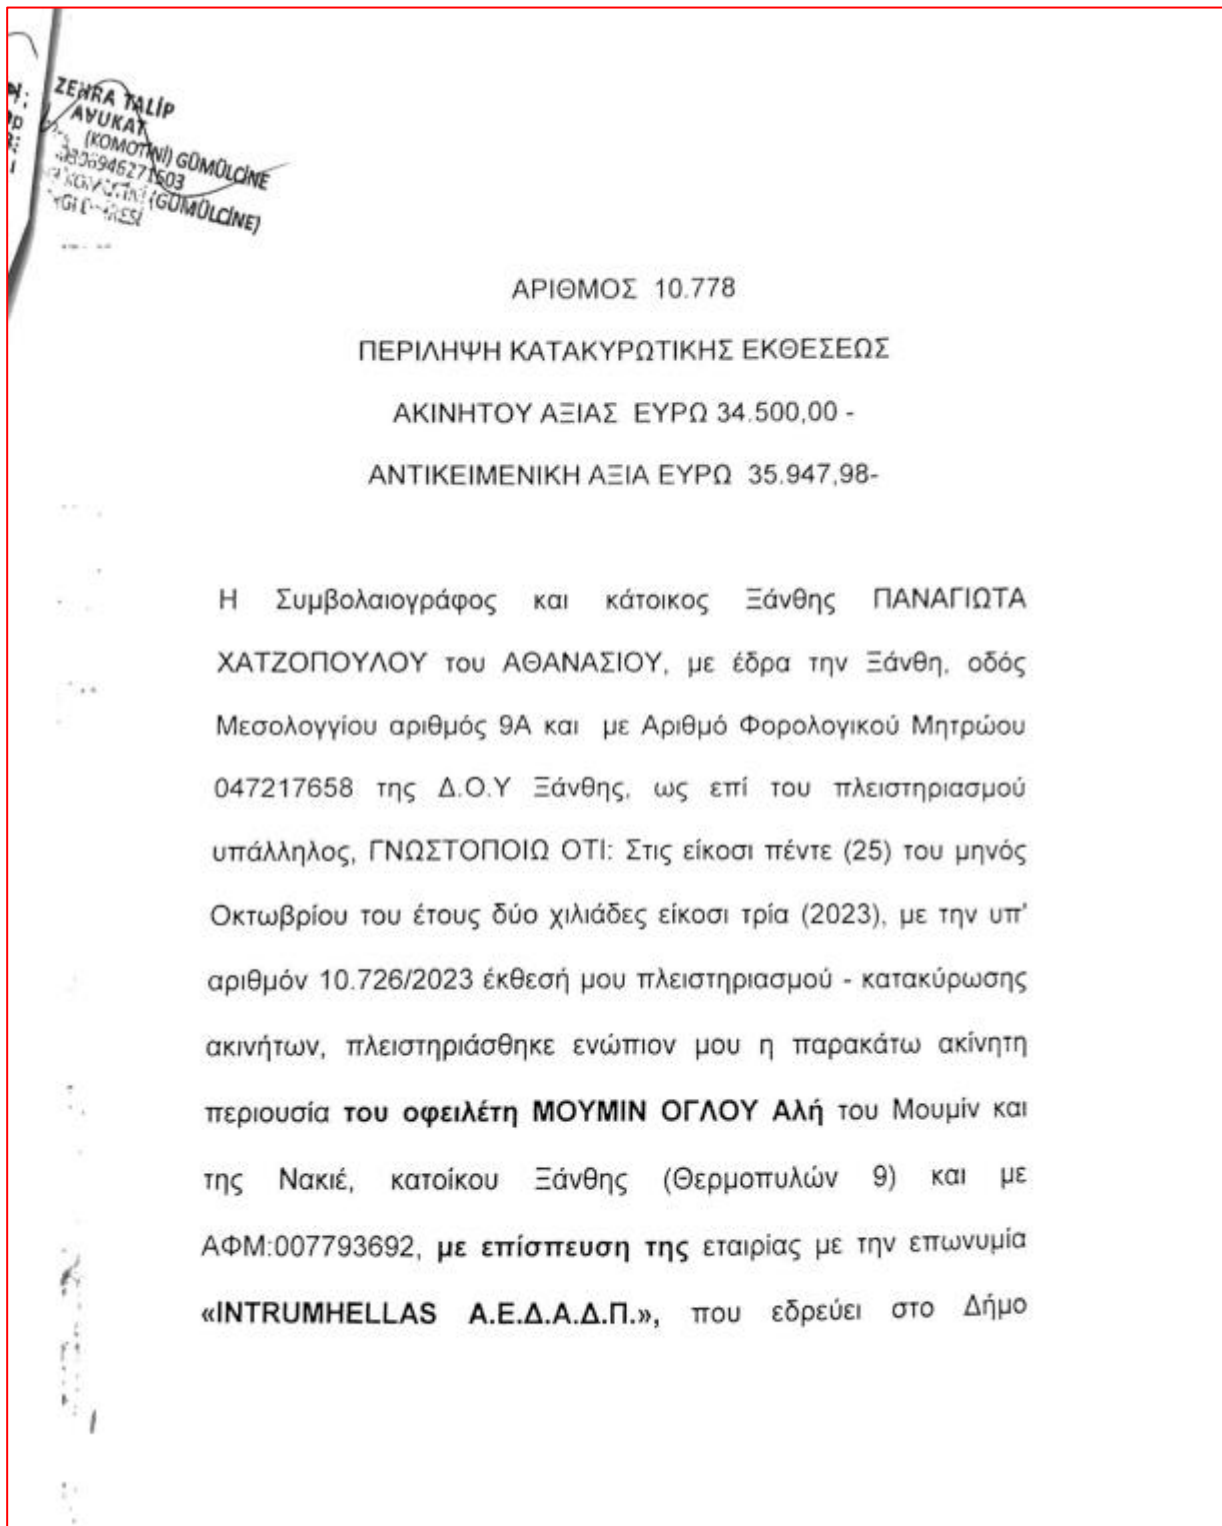 ZEHRA TALİP
AVUKAT
(KOMOTİNİ) GÜMÜLCİNE
6946271503
(GÜMÜLCİNE)
ΑΡΙΘΜΟΣ 10.778
ΠΕΡΙΛΗΨΗ ΚΑΤΑΚΥΡΩΤΙΚΗΣ ΕΚΘΕΣΕΩΣ
ΑΚΙΝΗΤΟΥ ΑΞΙΑΣ ΕΥΡΩ 34.500,00 -
ΑΝΤΙΚΕΙΜΕΝΙΚΗ ΑΞΙΑ ΕΥΡΩ 35.947,98-
Η Συμβολαιογράφος και κάτοικος Ξάνθης ΠΑΝΑΓΙΩΤΑ
ΧΑΤΖΟΠΟΥΛΟΥ του ΑΘΑΝΑΣΙΟΥ, με έδρα την Ξάνθη, οδός
Μεσολογγίου αριθμός 9Α και με Αριθμό Φορολογικού Μητρώου
047217658 της Δ.Ο.Υ Ξάνθης, ως επί του πλειστηριασμού
υπάλληλος, ΓΝΩΣΤΟΠΟΙΩ ΟΤΙ: Στις είκοσι πέντε (25) του μηνός
Οκτωβρίου του έτους δύο χιλιάδες είκοσι τρία (2023), με την υπ'
αριθμόν 10.726/2023 έκθεσή μου πλειστηριασμού - κατακύρωσης
ακινήτων, πλειστηριάσθηκε ενώπιον μου η παρακάτω ακίνητη
περιουσία του οφειλέτη ΜΟΥΜΙΝ ΟΓΛΟΥ Αλή του Μουμίν και
της Νακιέ, κατοίκου Ξάνθης (Θερμοπυλών 9) και με
ΑΦΜ:007793692, με επίσπευση της εταιρίας με την επωνυμία
«INTRUMHELLAS Α.Ε.Δ.Α.Δ.Π.», που εδρεύει στο Δήμο